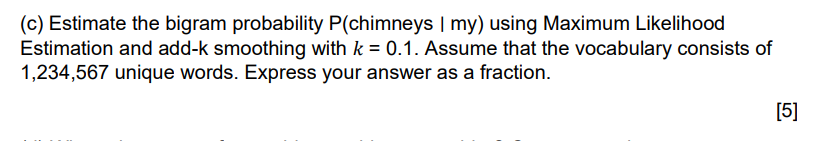 (c) Estimate the bigram probability P(chimneys | my) using Maximum Likelihood
Estimation and add-k smoothing with k = 0.1. Assume that the vocabulary consists of
1,234,567 unique words. Express your answer as a fraction.
[5]